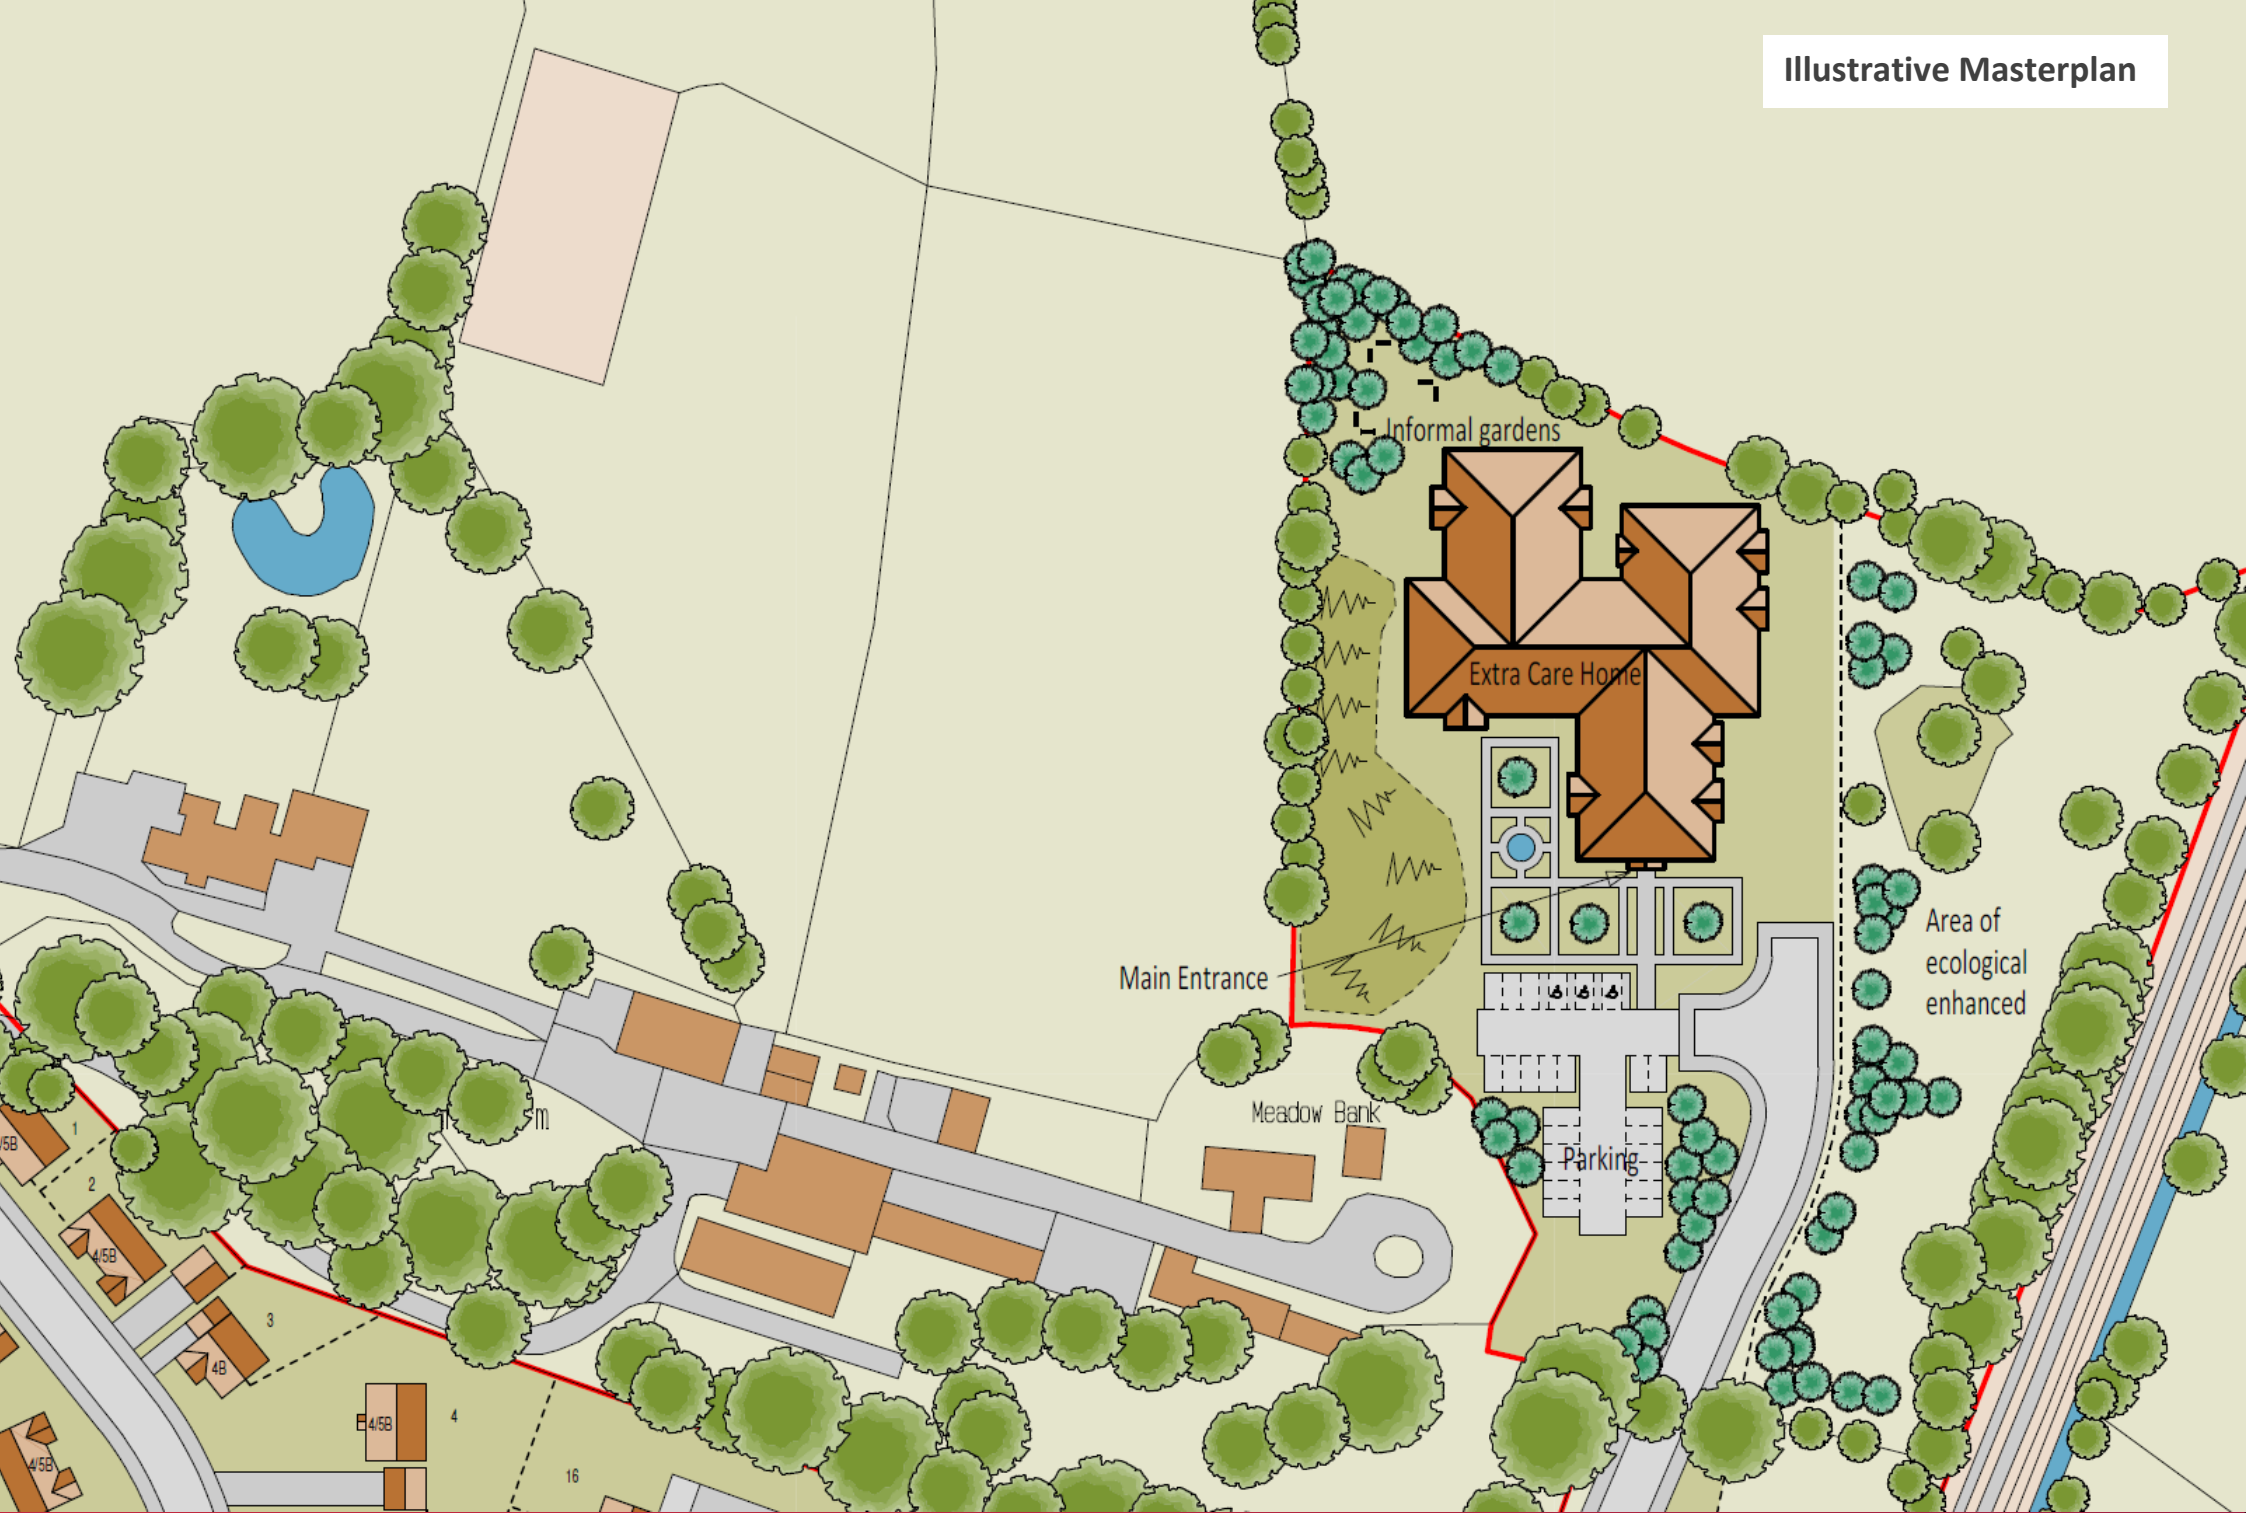 Illustrative Masterplan
Informal gardens
Extra Care Home
Area of
ecological
enhanced
Main Entrance
Meadow Bank
Parking
m
1
/5B
2
4/5B
3
4B
4/5B
4
4/5B
16